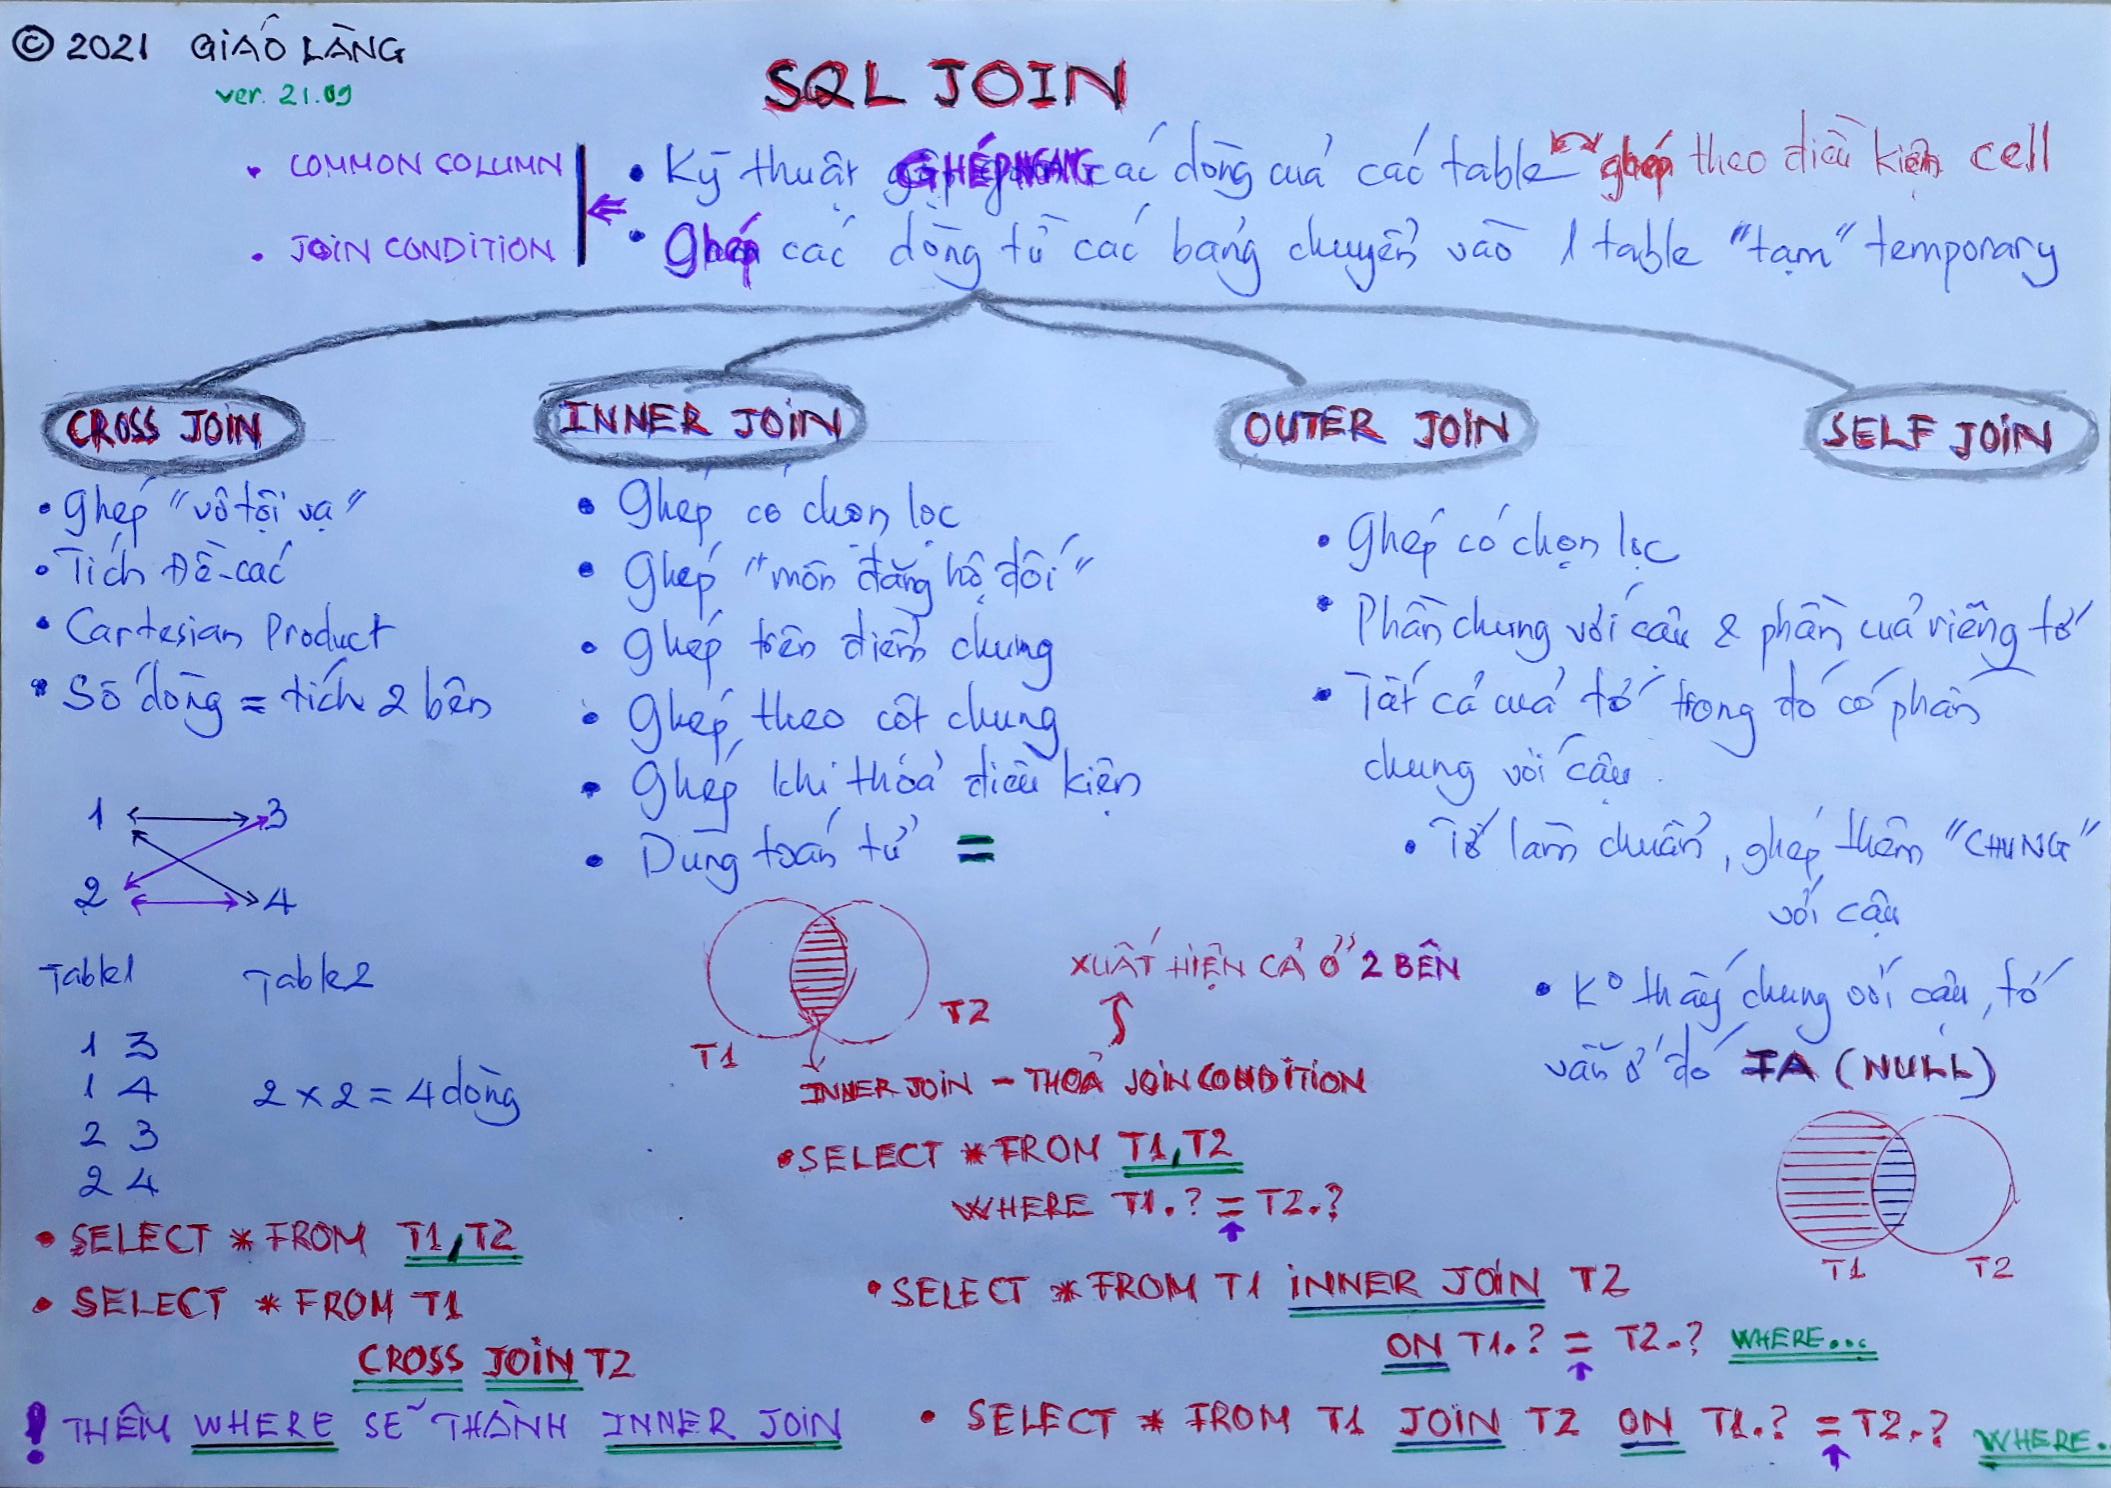 © 2021 GIÁO LÀNG
ver. 21.09
SQL JOIN
• COMMON COLUMN
• JOIN CONDITION
• Kỹ thuật GHÉP NGANG các dòng của các table ghép theo điều kiện cell
• Ghép các dòng từ các bảng chuyển vào 1 table "tạm" temporary
CROSS JOIN
• Ghép "vô tội vạ"
• Tích Đề-các
• Cartesian Product
• Số dòng = tích 2 bên
1 3
2 4
Table1 Table2
1 3
1 4
2 3
2 4
2 x 2 = 4 dòng
• SELECT * FROM T1, T2
• SELECT * FROM T1
CROSS JOIN T2
! THÊM WHERE SẼ THÀNH INNER JOIN
INNER JOIN
• Ghép có chọn lọc
• Ghép "môn đăng hộ đối"
• Ghép trên điểm chung
• Ghép theo cột chung
• Ghép khi thoả điều kiện
• Dùng toán tử =
T1 T2
XUẤT HIỆN CẢ Ở 2 BÊN
INNER JOIN - THOẢ JOIN CONDITION
• SELECT * FROM T1, T2
WHERE T1.? = T2.?
• SELECT * FROM T1 INNER JOIN T2
ON T1.? = T2.? WHERE...
• SELECT * FROM T1 JOIN T2 ON T1.? = T2.? WHERE..
OUTER JOIN
• Ghép có chọn lọc
• Phần chung với cậu & phần của riêng tớ
• Tất cả của tớ trong đó có phần
chung với cậu.
• Tớ làm chuẩn, ghép thêm "CHUNG"
với cậu
• K° thấy chung với cậu, tớ
vẫn ở đó FA (NULL)
T1 T2
SELF JOIN